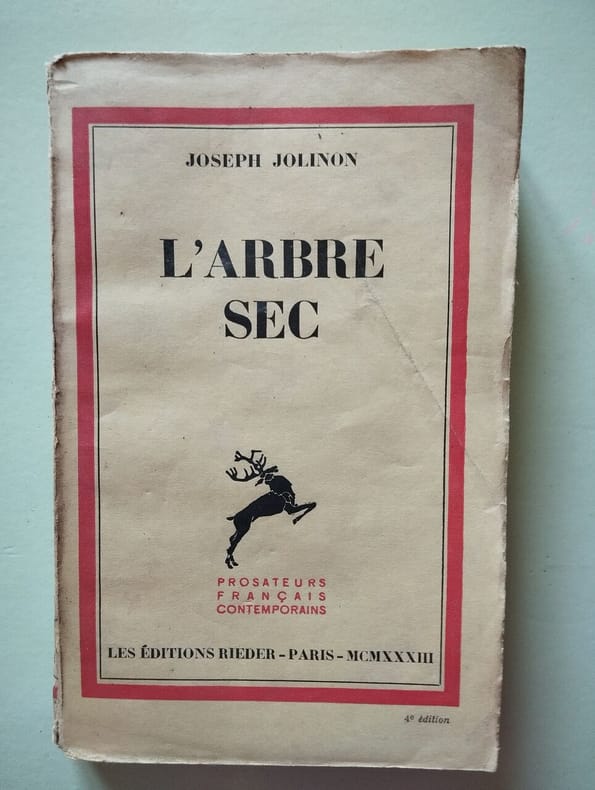 JOSEPH JOLINON
L'ARBRE
SEC
PROSATEURS
FRANÇAIS
CONTEMPORAINS
LES ÉDITIONS RIEDER – PARIS – MCMXXXIII
4e édition